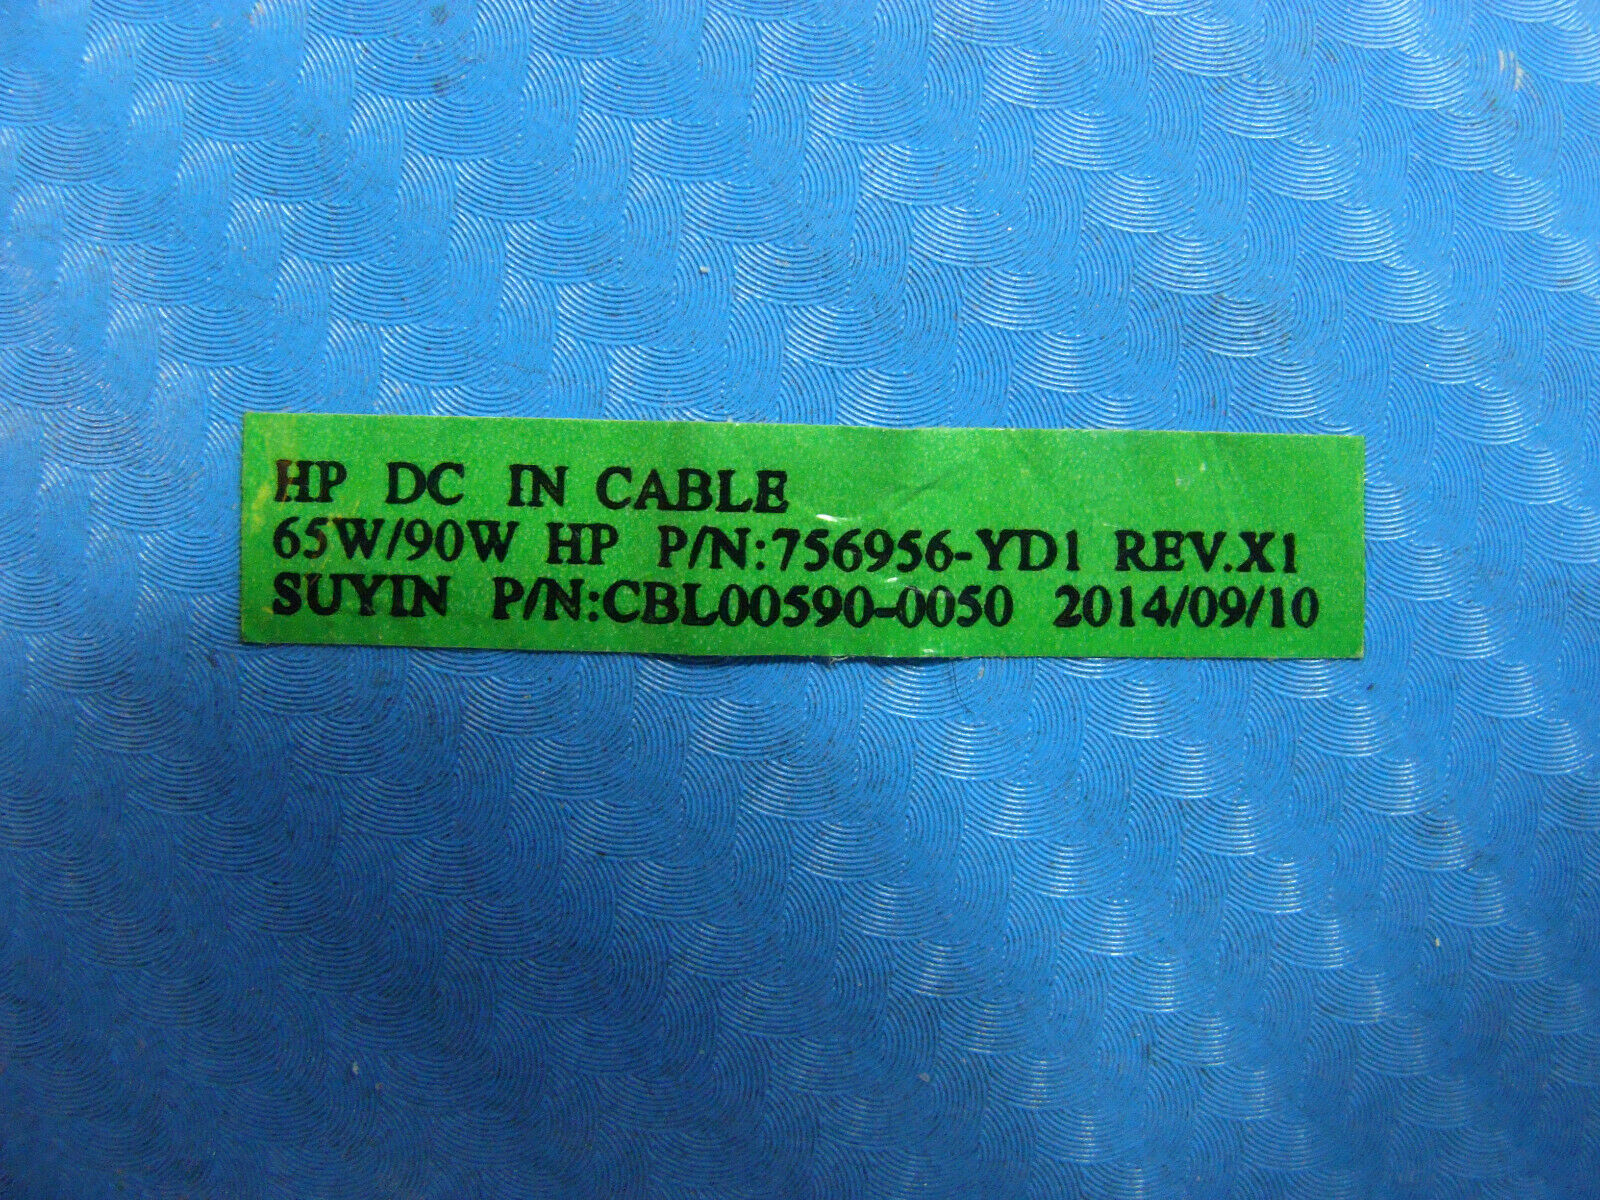 HP DC IN CABLE
65W/90W HP P/N:756956-YD1 REV.X1
SUYIN P/N:CBL00590-0050 2014/09/10